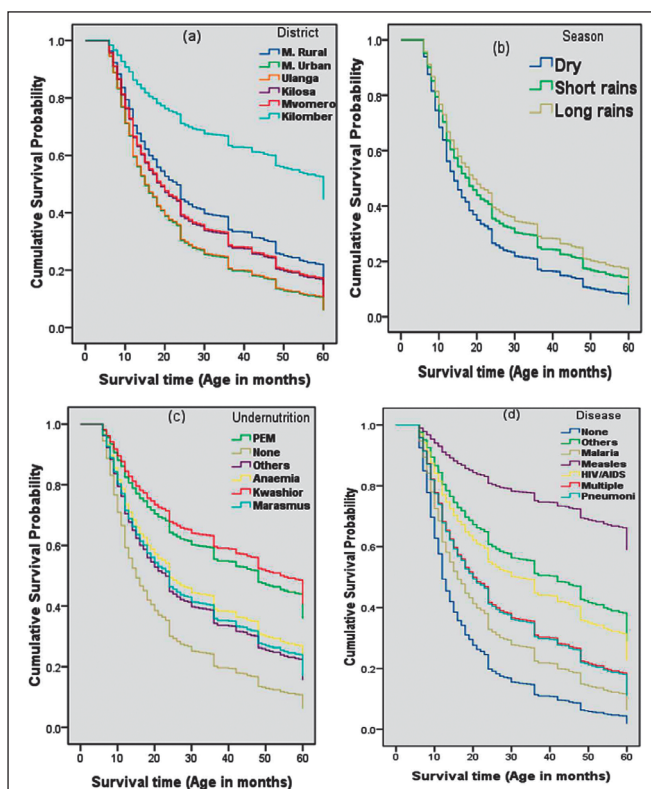 (a)
District
M. Rural
M. Urban
Ulanga
Kilosa
Mvomero
Kilomber
Cumulative Survival Probability
1.0
0.8
0.6
0.4
0.2
0.0
0 10 20 30 40 50 60
Survival time (Age in months)
(b)
Season
Dry
Short rains
Long rains
Cumulative Survival Probability
1.0
0.8
0.6
0.4
0.2
0.0
0 10 20 30 40 50 60
Survival time (Age in months)
(c)
Undernutrition
PEM
None
Others
Anaemia
Kwashior
Marasmus
Cumulative Survival Probability
1.0
0.8
0.6
0.4
0.2
0.0
0 10 20 30 40 50 60
Survival time (Age in months)
(d)
Disease
None
Others
Malaria
Measles
HIV/AIDS
Multiple
Pneumoni
Cumulative Survival Probability
1.0
0.8
0.6
0.4
0.2
0.0
0 10 20 30 40 50 60
Survival time (Age in months)